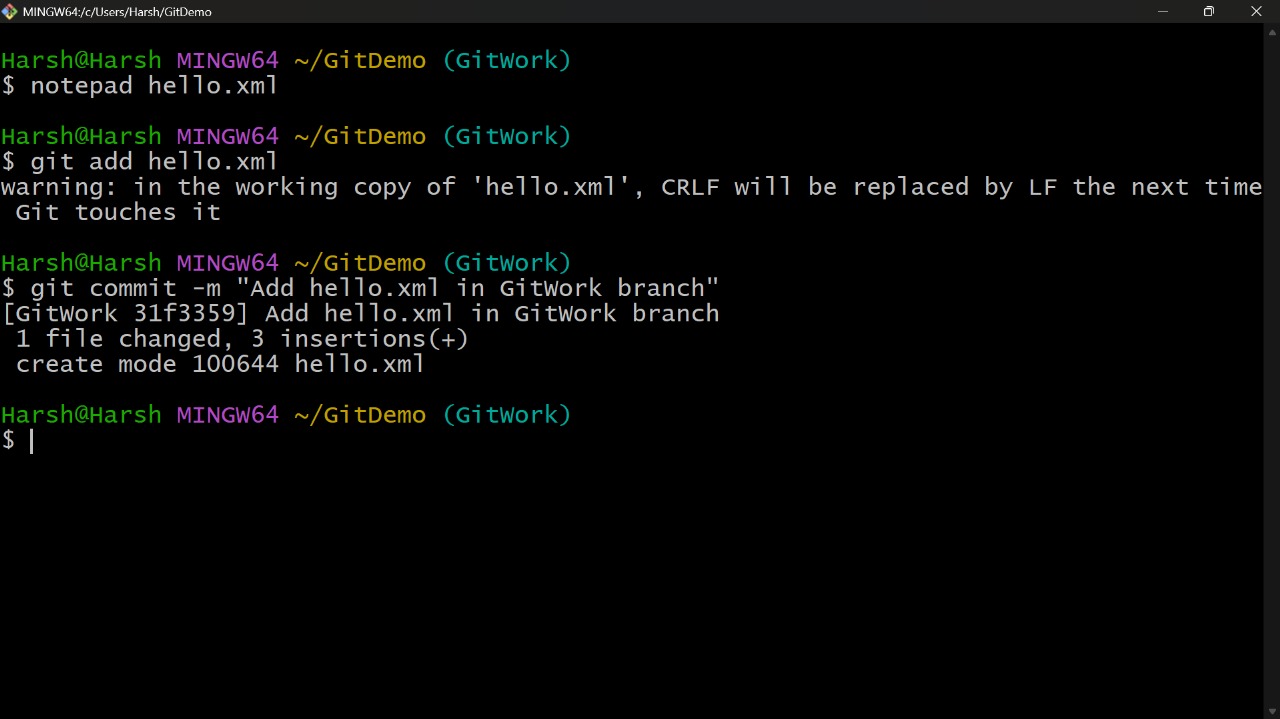 MINGW64:/c/Users/Harsh/GitDemo
Harsh@Harsh MINGW64 ~/GitDemo (GitWork)
$ notepad hello.xml
Harsh@Harsh MINGW64 ~/GitDemo (GitWork)
$ git add hello.xml
warning: in the working copy of 'hello.xml', CRLF will be replaced by LF the next time
 Git touches it
Harsh@Harsh MINGW64 ~/GitDemo (GitWork)
$ git commit -m "Add hello.xml in GitWork branch"
[GitWork 31f3359] Add hello.xml in GitWork branch
 1 file changed, 3 insertions(+)
 create mode 100644 hello.xml
Harsh@Harsh MINGW64 ~/GitDemo (GitWork)
$